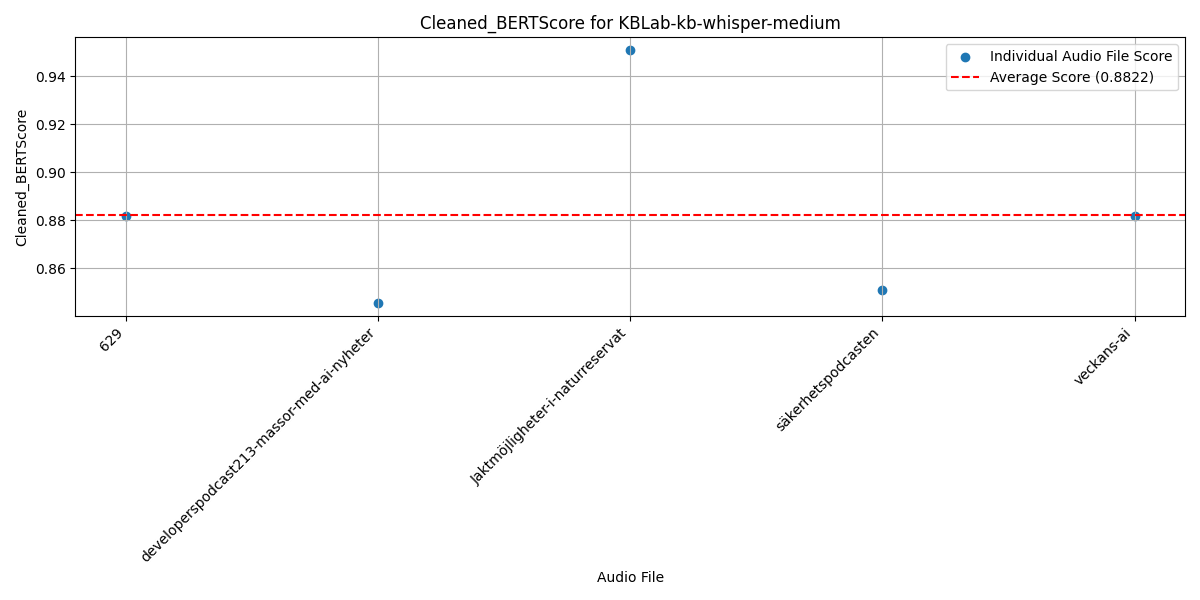 Cleaned_BERTScore for KBLab-kb-whisper-medium
Individual Audio File Score
Average Score (0.8822)
Cleaned_BERTScore
0.94
0.92
0.90
0.88
0.86
629
developerspodcast213-massor-med-ai-nyheter
Jaktmöjligheter-i-naturreservat
säkerhetspodcasten
veckans-ai
Audio File